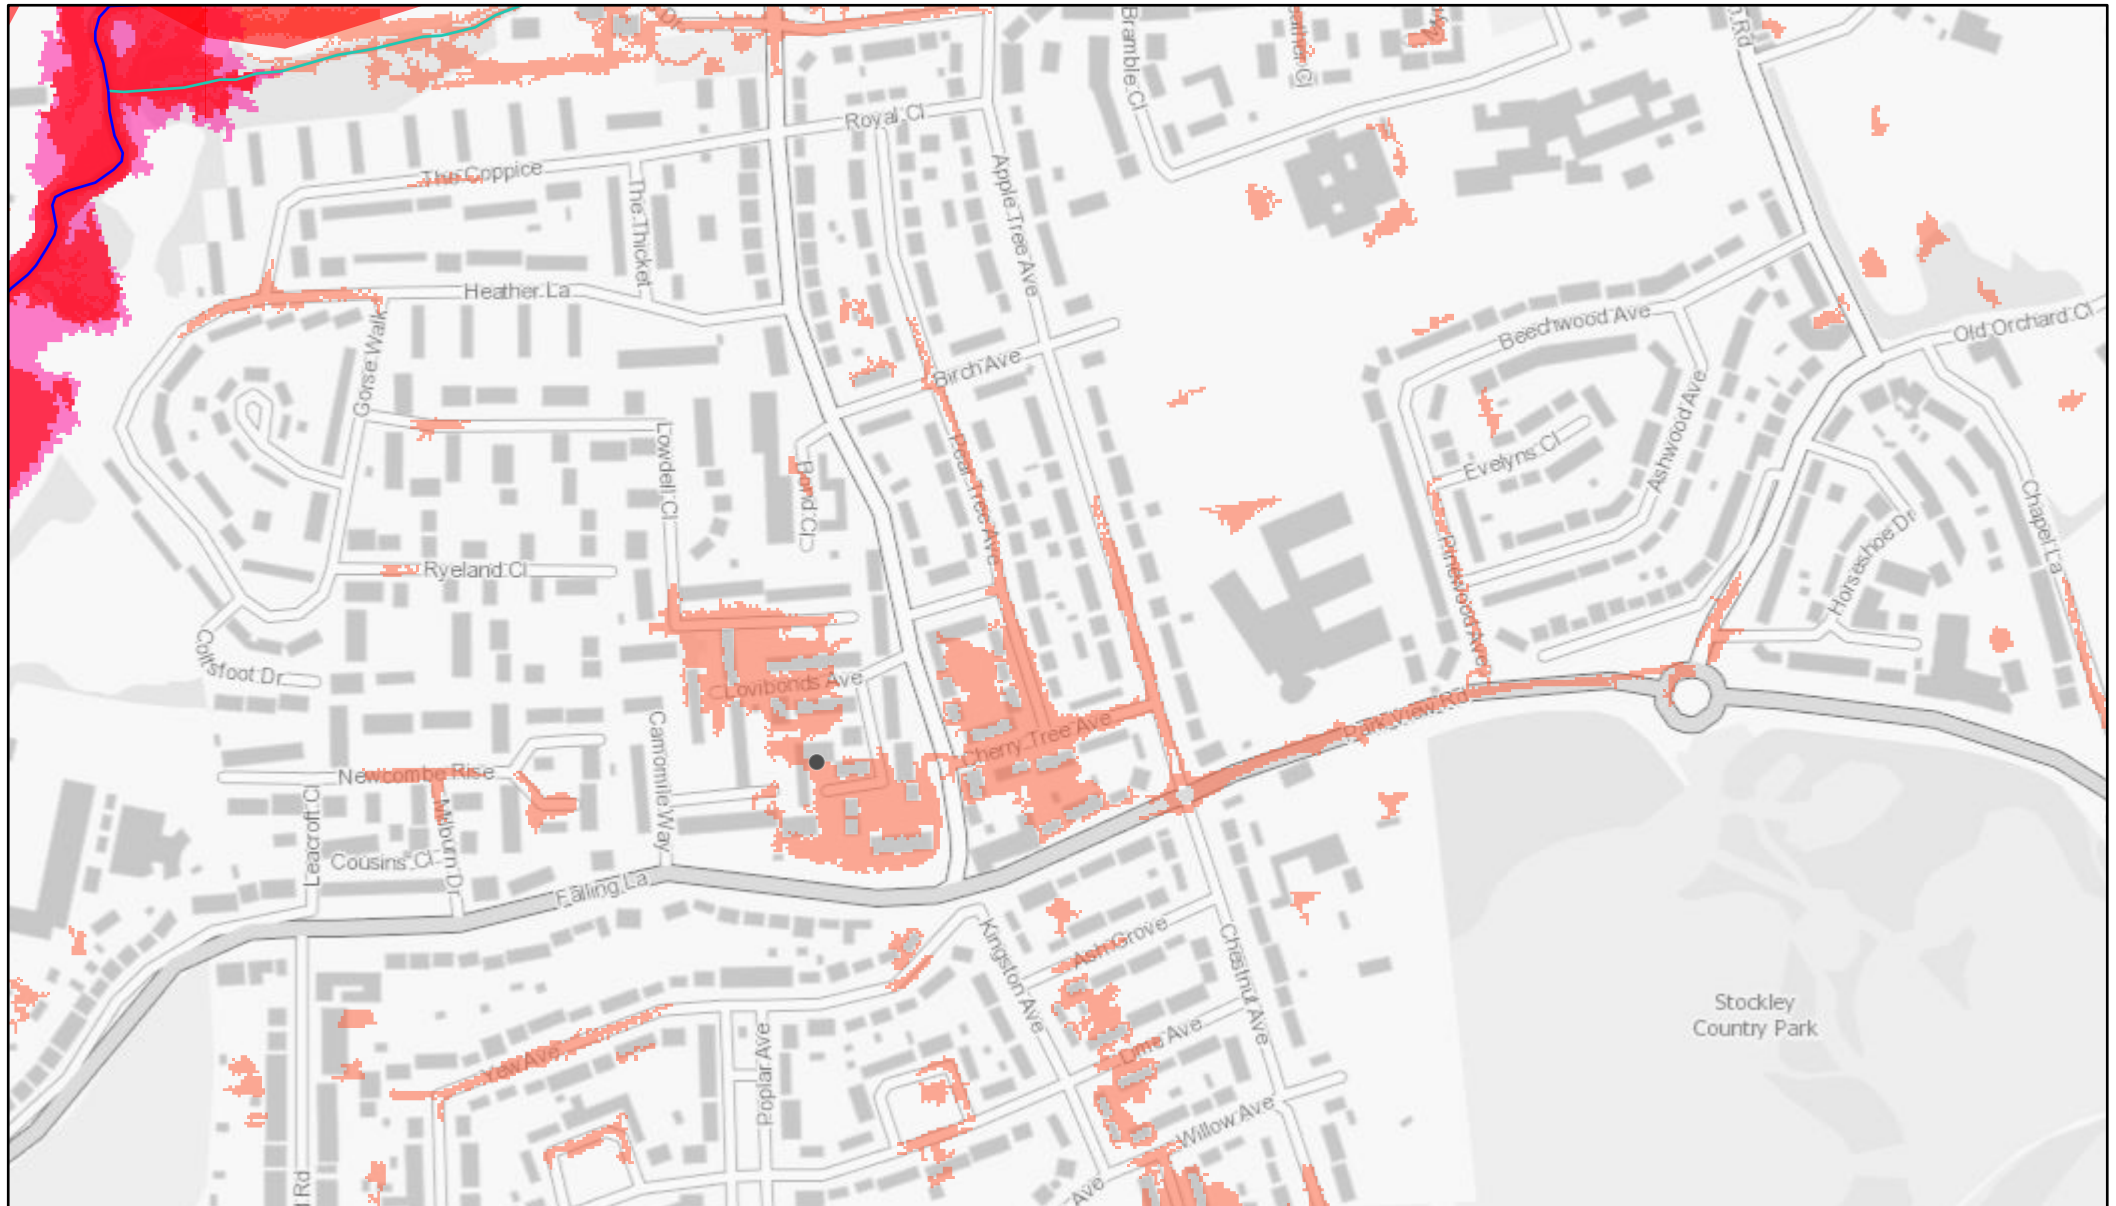 Bramble Cl
Royal Cl
The Coppice
The Thicket
Apple Tree Ave
Heather La
Gorse Walk
Birch Ave
Beechwood Ave
Old Orchard Cl
Lowdell Cl
Bond Cl
Pear Tree Ave
Evelyns Cl
Ashwood Ave
Chapel La
Horseshoe Dr
Ryeland Cl
Pinewood Ave
Coltsfoot Dr
Lovibonds Ave
Camomile Way
Cherry Tree Ave
Park View Rd
Newcombe Rise
Leacroft Cl
Milburn Dr
Cousins Cl
Falling La
Kingston Ave
Ash Grove
Chestnut Ave
Stockley
Country Park
Yew Ave
Poplar Ave
Lime Ave
Willow Ave
Rd
Ave